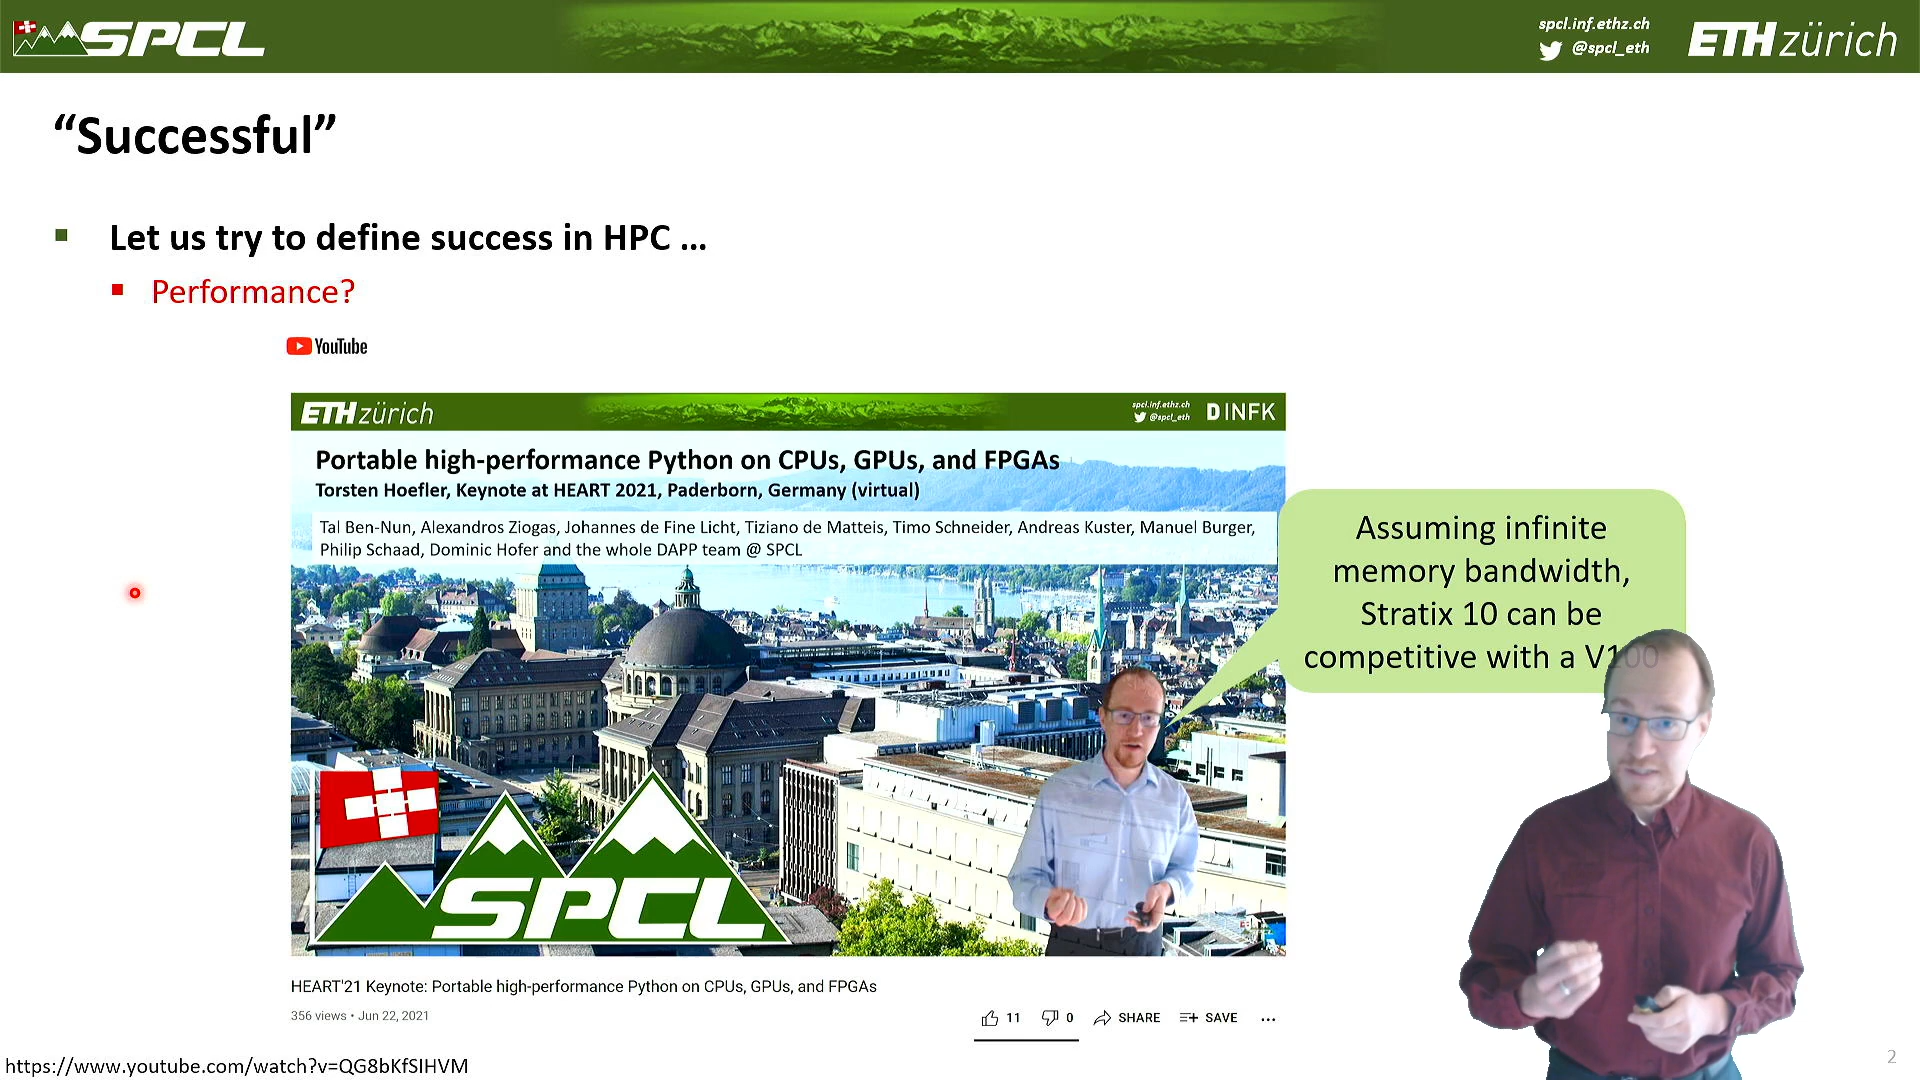 SPCL
spcl.inf.ethz.ch
@spcl_eth
ETH zürich
“Successful”
Let us try to define success in HPC ...
Performance?
YouTube
ETH zürich
spcl.inf.ethz.ch
@spcl_eth
D INFK
Portable high-performance Python on CPUs, GPUs, and FPGAs
Torsten Hoefler, Keynote at HEART 2021, Paderborn, Germany (virtual)
Tal Ben-Nun, Alexandros Ziogas, Johannes de Fine Licht, Tiziano de Matteis, Timo Schneider, Andreas Kuster, Manuel Burger,
Philip Schaad, Dominic Hofer and the whole DAPP team @ SPCL
Assuming infinite
memory bandwidth,
Stratix 10 can be
competitive with a V100
SPCL
HEART'21 Keynote: Portable high-performance Python on CPUs, GPUs, and FPGAs
356 views • Jun 22, 2021
11 0 SHARE SAVE ...
https://www.youtube.com/watch?v=QG8bKfSIHVM
2